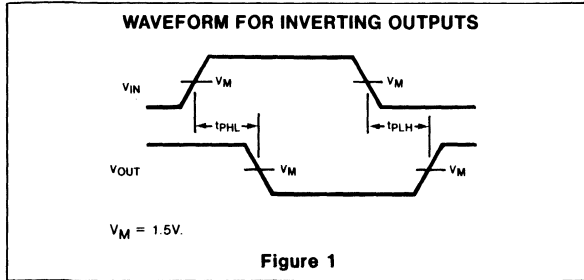 WAVEFORM FOR INVERTING OUTPUTS
VIN
VM
VM
tPHL
tPLH
VOUT
VM
VM
VM = 1.5V.
Figure 1